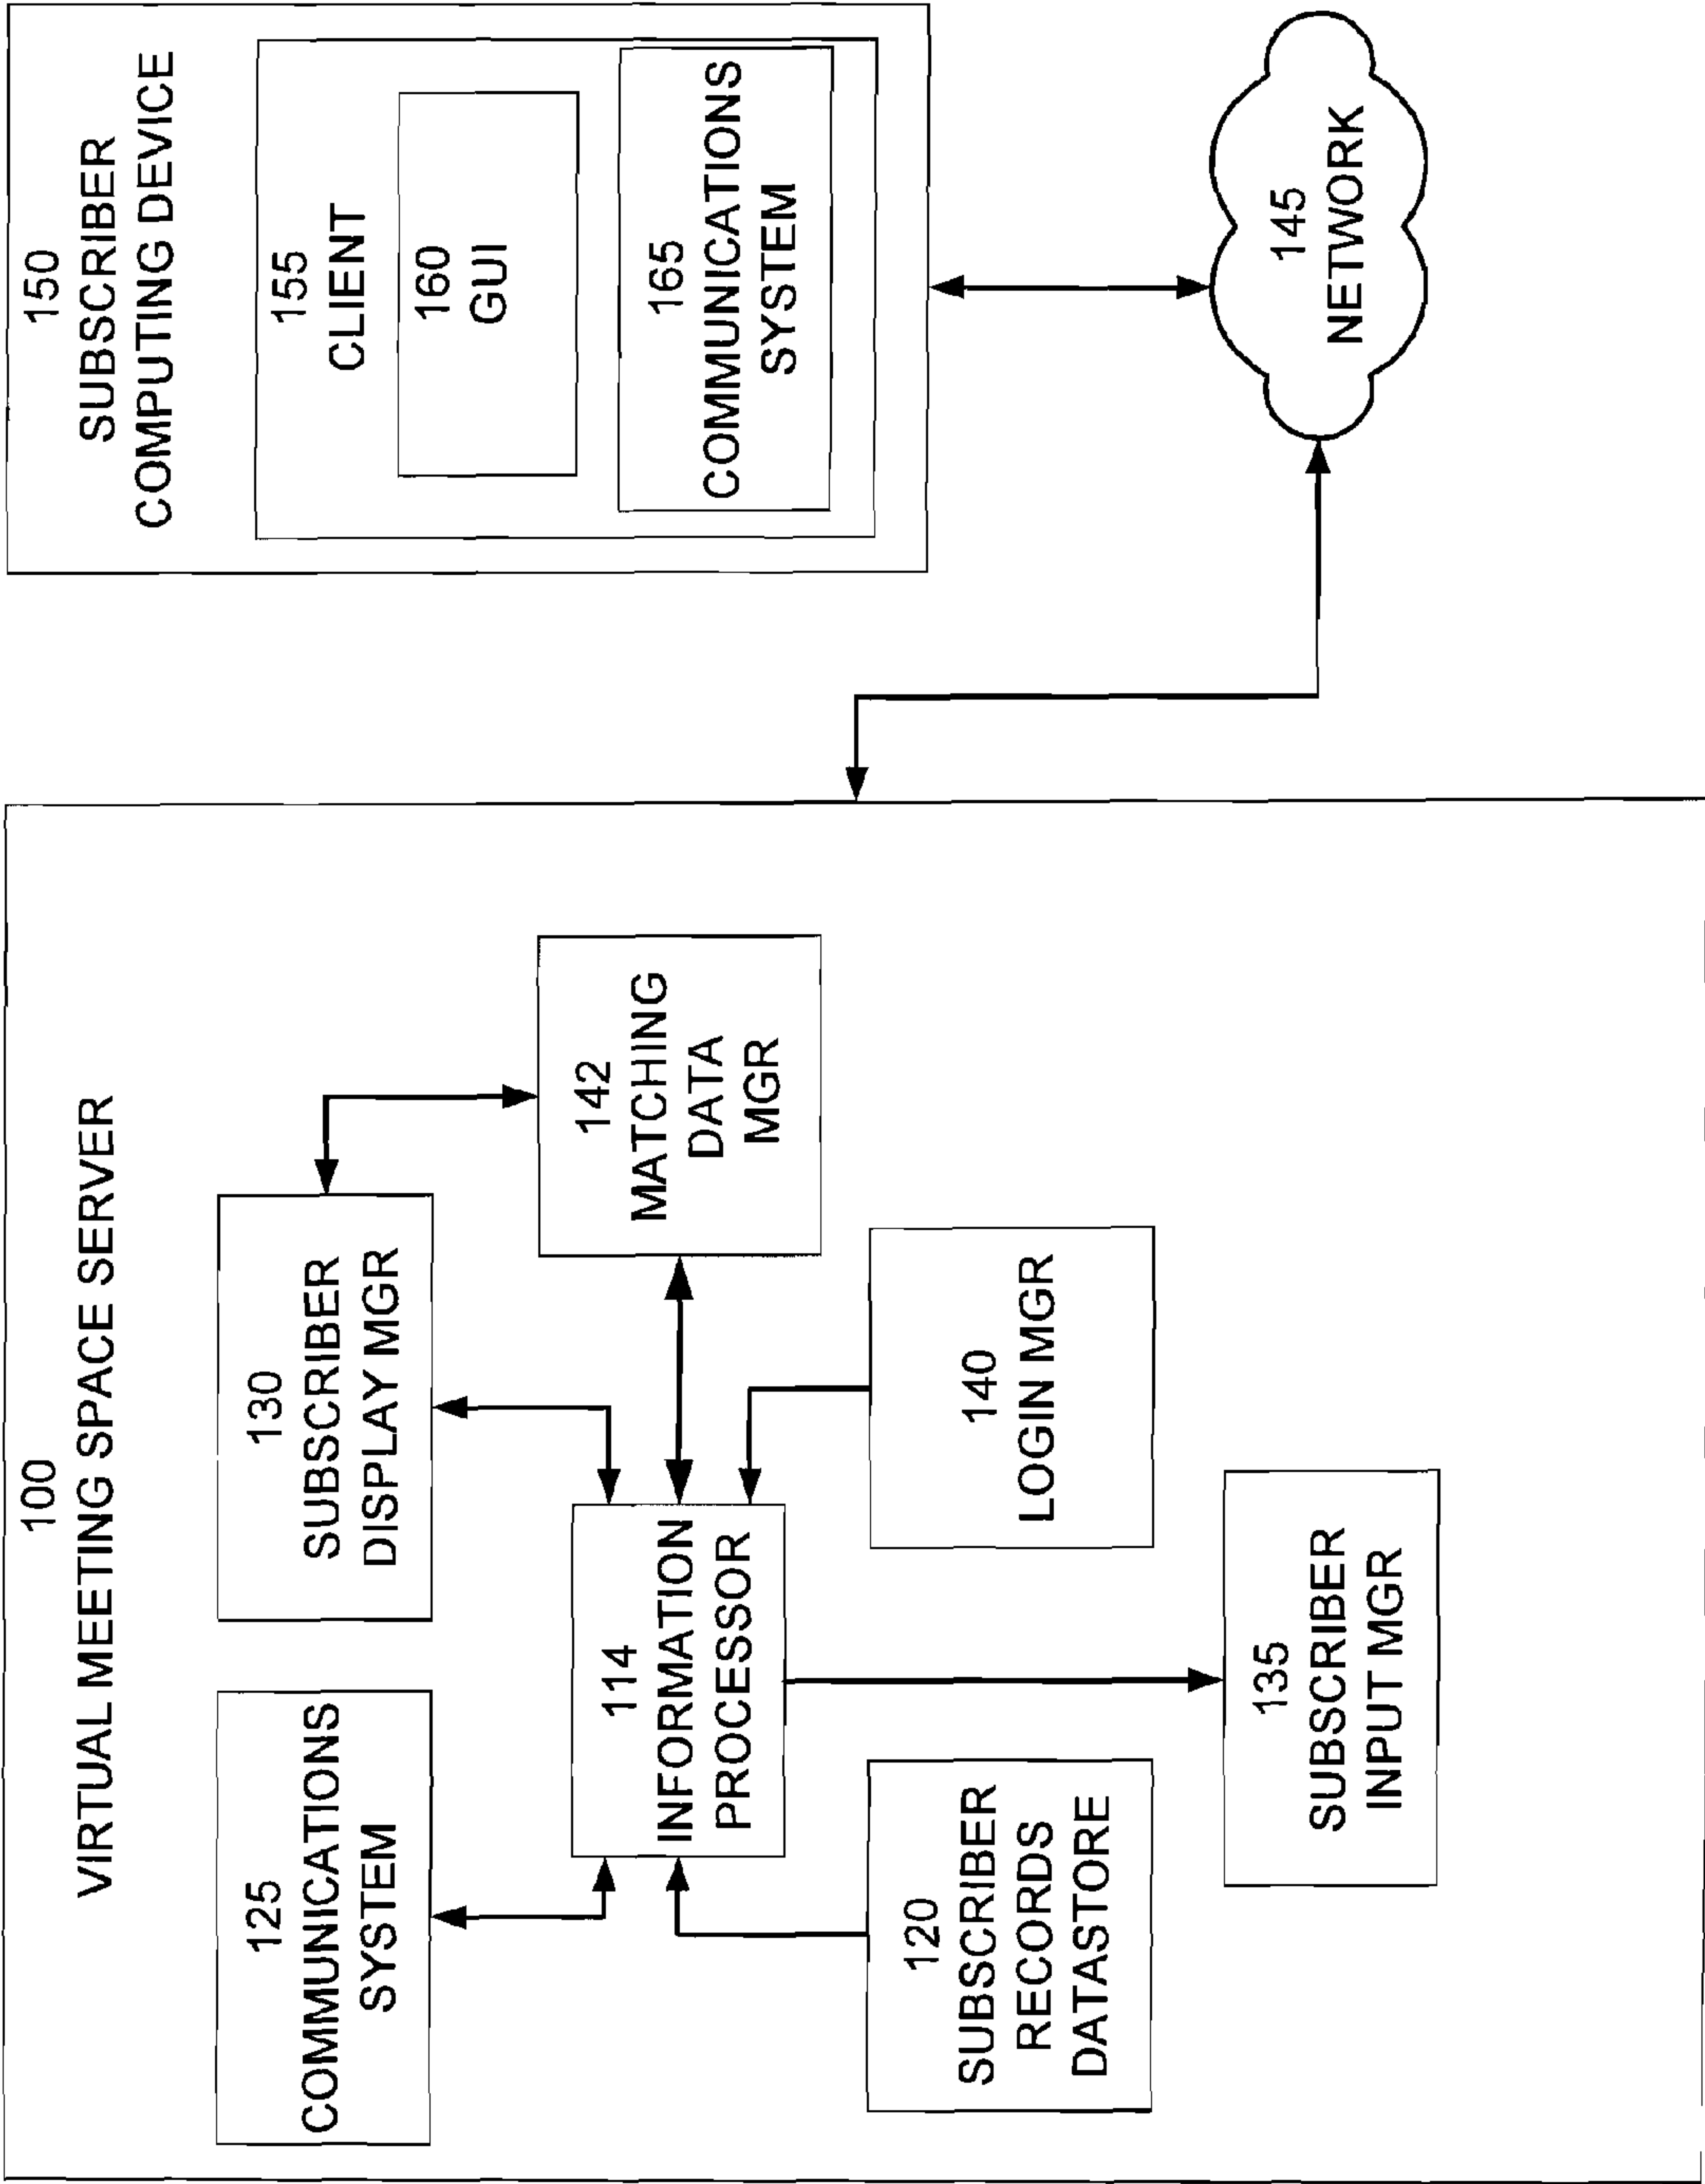 100
VIRTUAL MEETING SPACE SERVER
125
COMMUNICATIONS
SYSTEM
130
SUBSCRIBER
DISPLAY MGR
114
INFORMATION
PROCESSOR
142
MATCHING
DATA
MGR
120
SUBSCRIBER
RECORDS
DATASTORE
140
LOGIN MGR
135
SUBSCRIBER
INPUT MGR
150
SUBSCRIBER
COMPUTING DEVICE
155
CLIENT
160
GUI
165
COMMUNICATIONS
SYSTEM
145
NETWORK